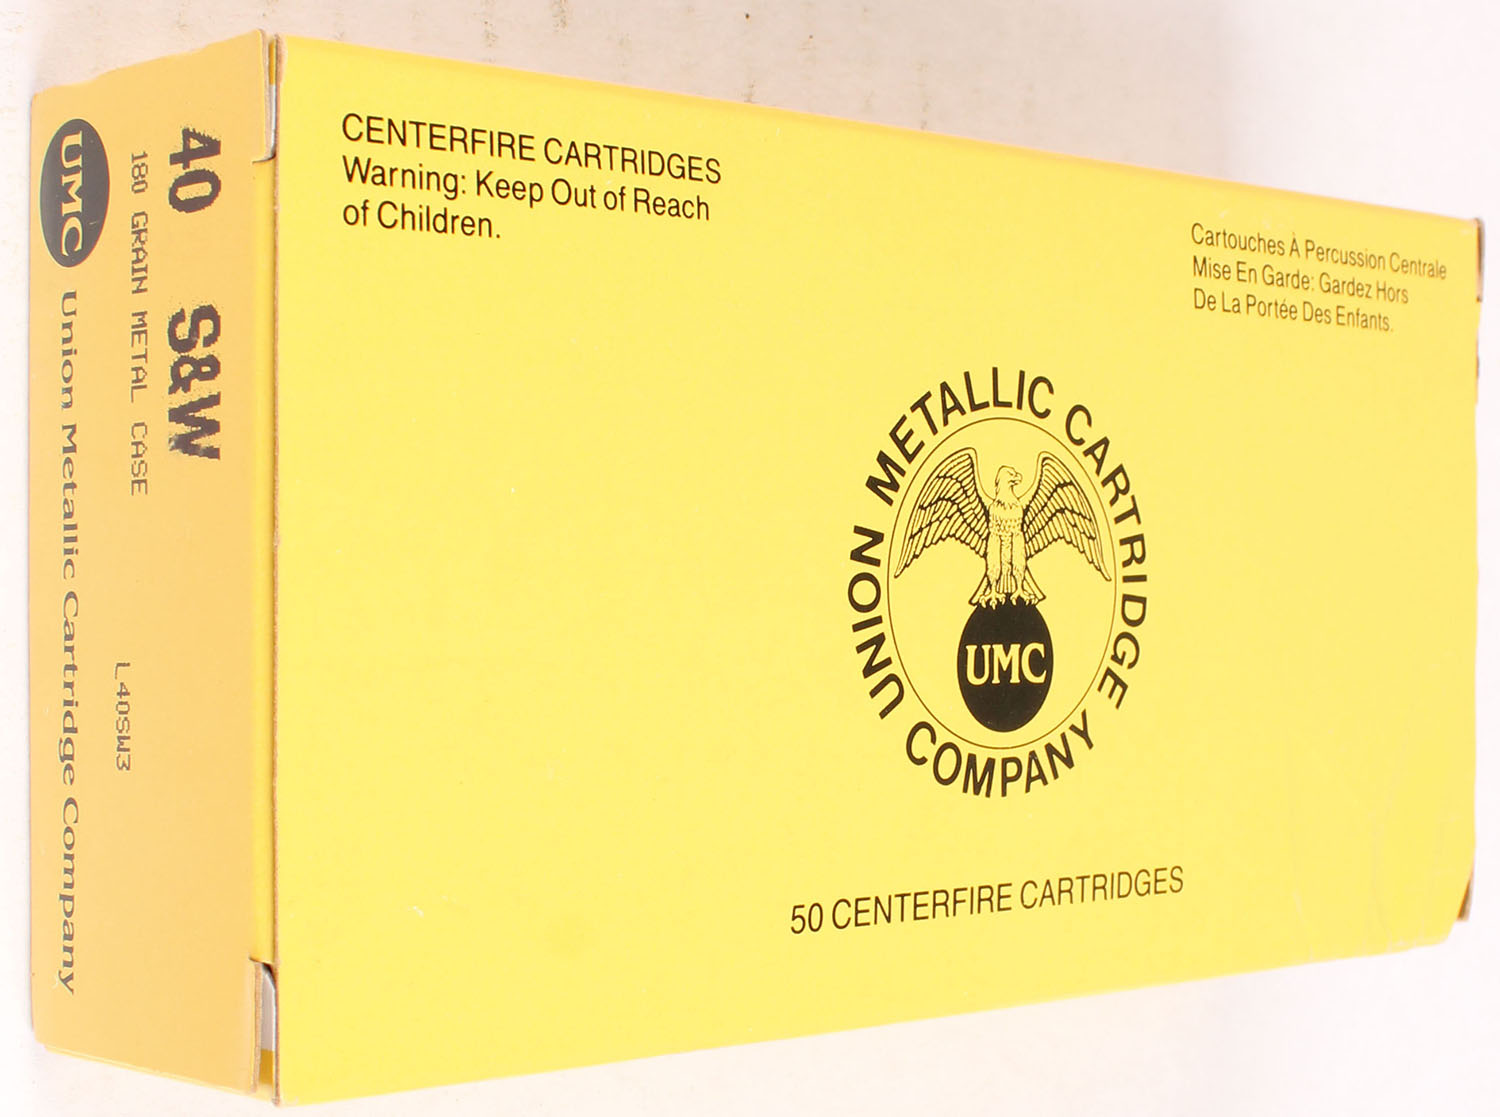 40 S&W
180 GRAIN METAL CASE
L40SW3
UMC Union Metallic Cartridge Company
CENTERFIRE CARTRIDGES
Warning: Keep Out of Reach
of Children.
Cartouches À Percussion Centrale
Mise En Garde: Gardez Hors
De La Portée Des Enfants.
UNION METALLIC CARTRIDGE COMPANY
UMC
50 CENTERFIRE CARTRIDGES